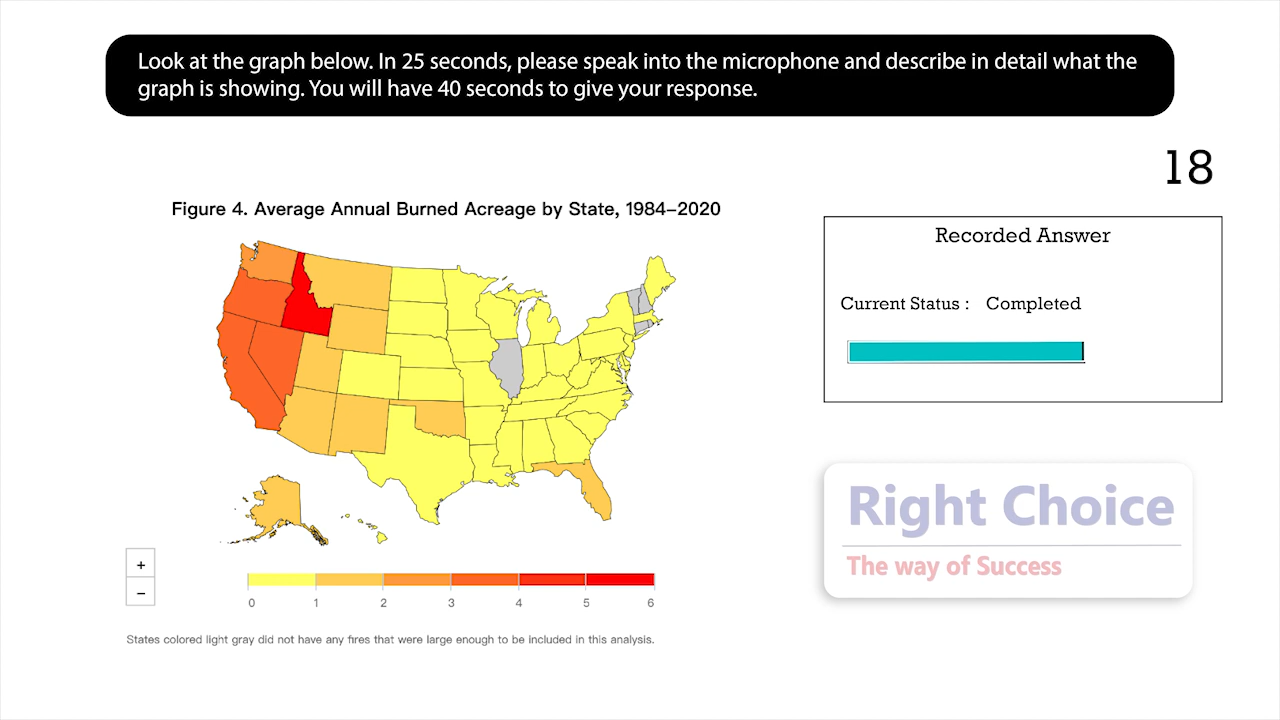 Look at the graph below. In 25 seconds, please speak into the microphone and describe in detail what the
graph is showing. You will have 40 seconds to give your response.
18
Figure 4. Average Annual Burned Acreage by State, 1984–2020
Recorded Answer
Current Status : Completed
Right Choice
The way of Success
+
−
0 1 2 3 4 5 6
States colored light gray did not have any fires that were large enough to be included in this analysis.